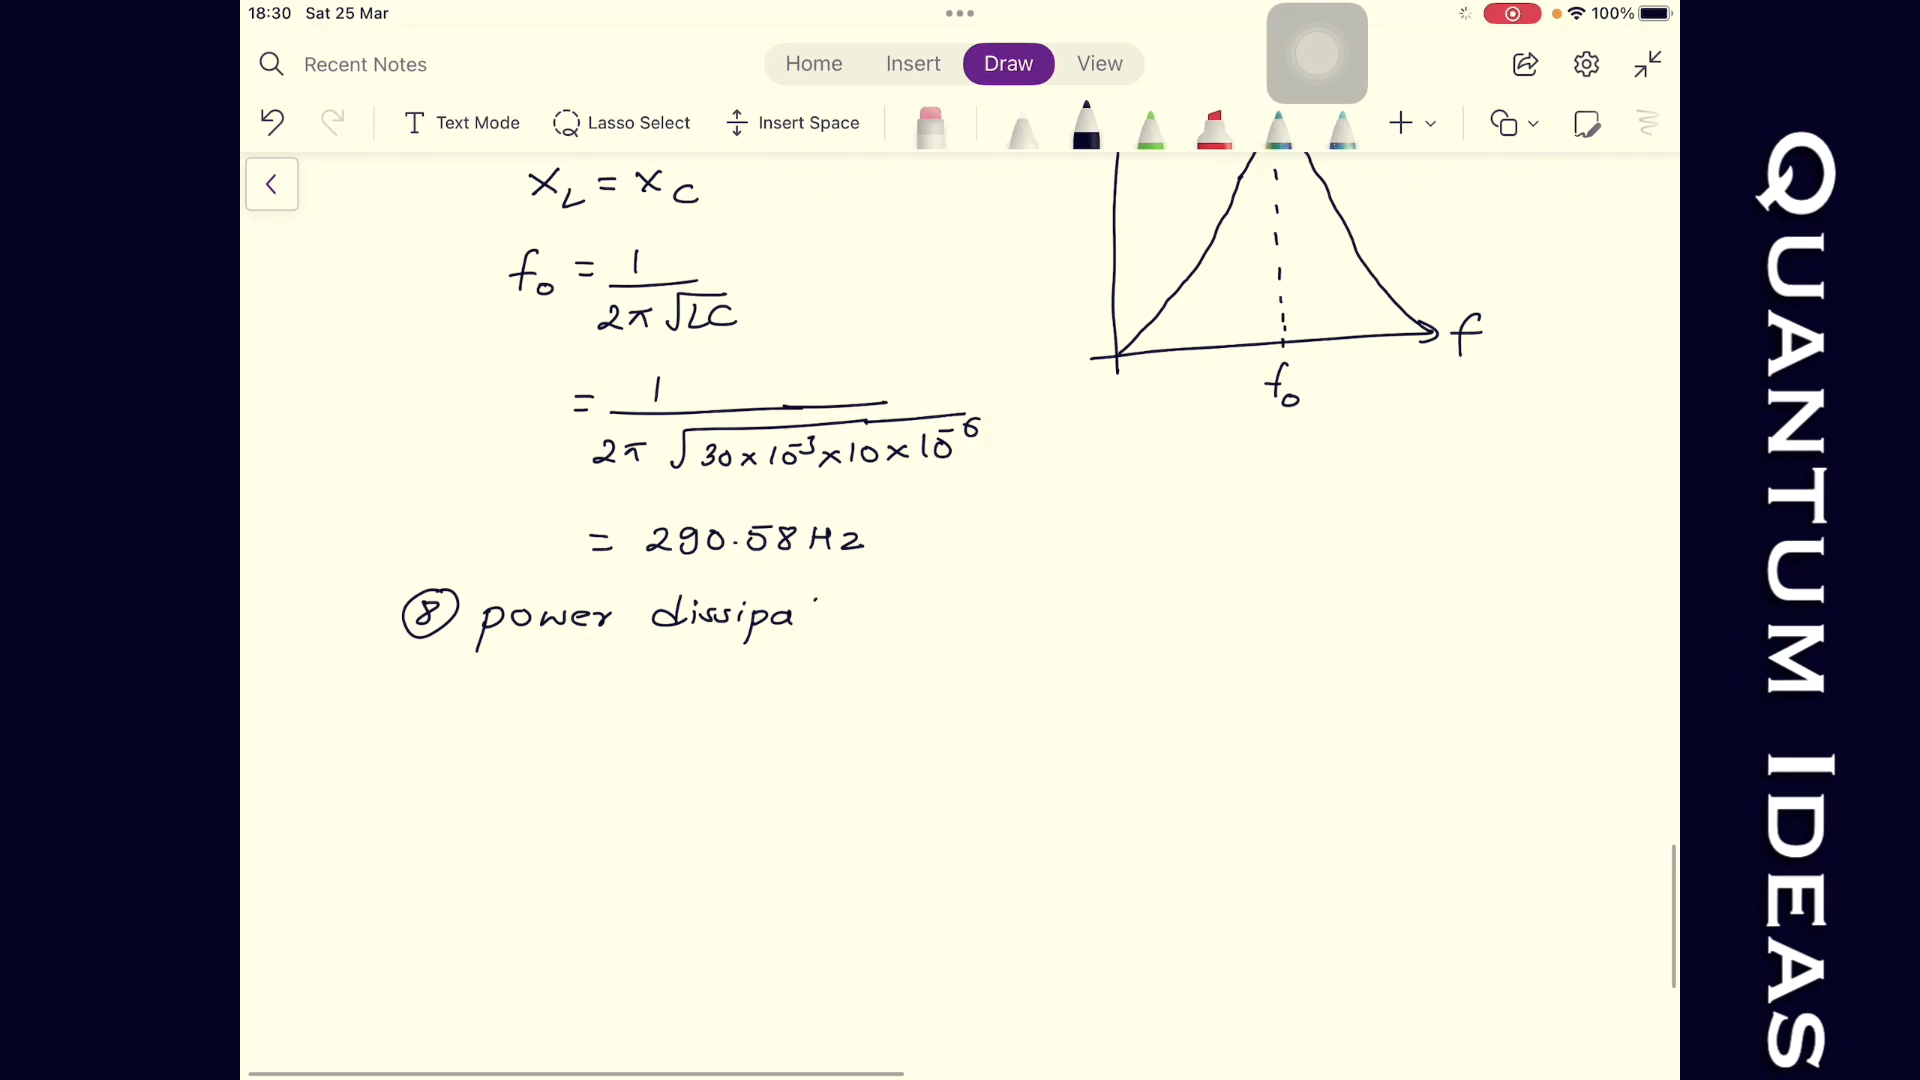 18:30 Sat 25 Mar
100%
Recent Notes
Home Insert Draw View
Text Mode Lasso Select Insert Space
X_L = X_C
f_0 = 1 / 2π √LC
= 1 / 2π √30 × 10^-3 × 10 × 10^-6
= 290.58 Hz
⑧ power dissipa
f
f_0
QUANTUM IDEAS